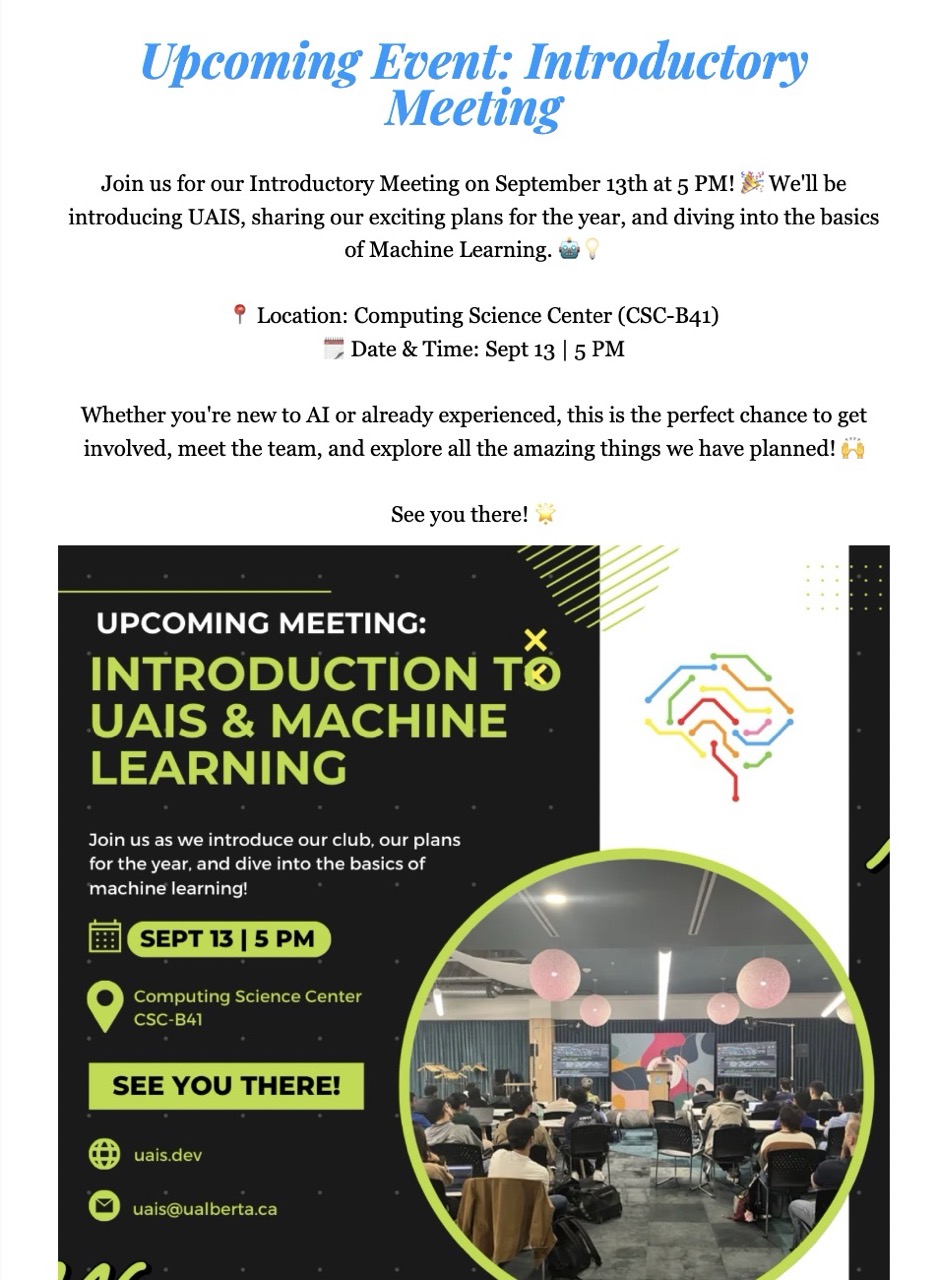 Upcoming Event: Introductory
Meeting
Join us for our Introductory Meeting on September 13th at 5 PM! 🎉 We'll be
introducing UAIS, sharing our exciting plans for the year, and diving into the basics
of Machine Learning. 🤖💡
📍 Location: Computing Science Center (CSC-B41)
🗓️ Date & Time: Sept 13 | 5 PM
Whether you're new to AI or already experienced, this is the perfect chance to get
involved, meet the team, and explore all the amazing things we have planned! 🙌
See you there! 🌟
UPCOMING MEETING:
INTRODUCTION TO
UAIS & MACHINE
LEARNING
Join us as we introduce our club, our plans
for the year, and dive into the basics of
machine learning!
SEPT 13 | 5 PM
Computing Science Center
CSC-B41
SEE YOU THERE!
uais.dev
uais@ualberta.ca